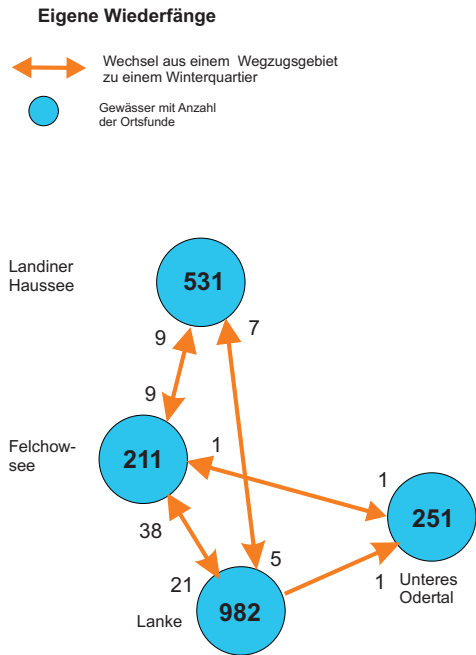 Eigene Wiederfänge
Wechsel aus einem Wegzugsgebiet
zu einem Winterquartier
Gewässer mit Anzahl
der Ortsfunde
Landiner
Haussee
531
9
7
9
Felchow-
see
211
1
1
251
38
21
5
1
Unteres
Odertal
Lanke
982